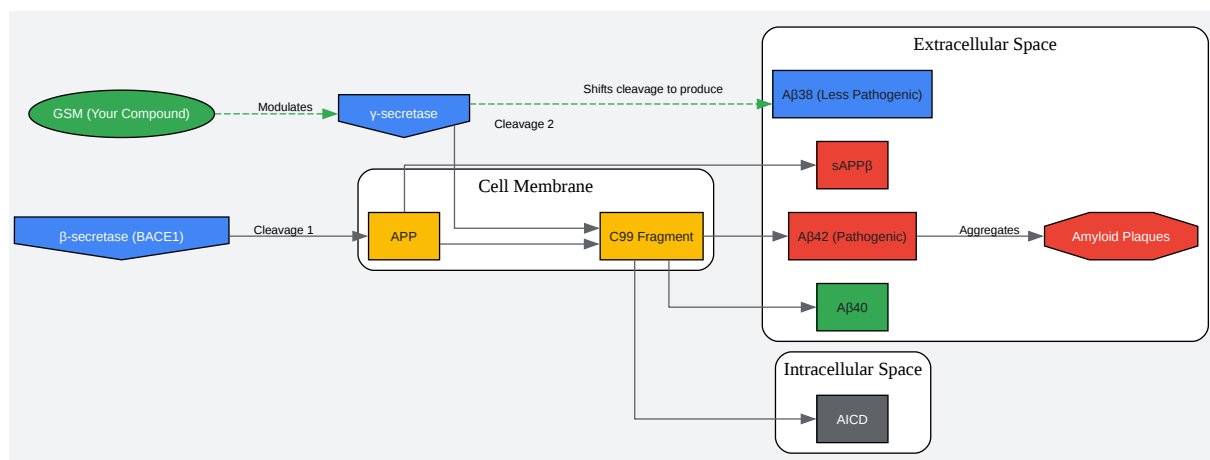 Extracellular Space
Shifts cleavage to produce
Aβ38 (Less Pathogenic)
GSM (Your Compound)
Modulates
γ-secretase
Cleavage 2
sAPPβ
Cell Membrane
β-secretase (BACE1)
Cleavage 1
APP
C99 Fragment
Aβ42 (Pathogenic)
Aggregates
Amyloid Plaques
Aβ40
Intracellular Space
AICD